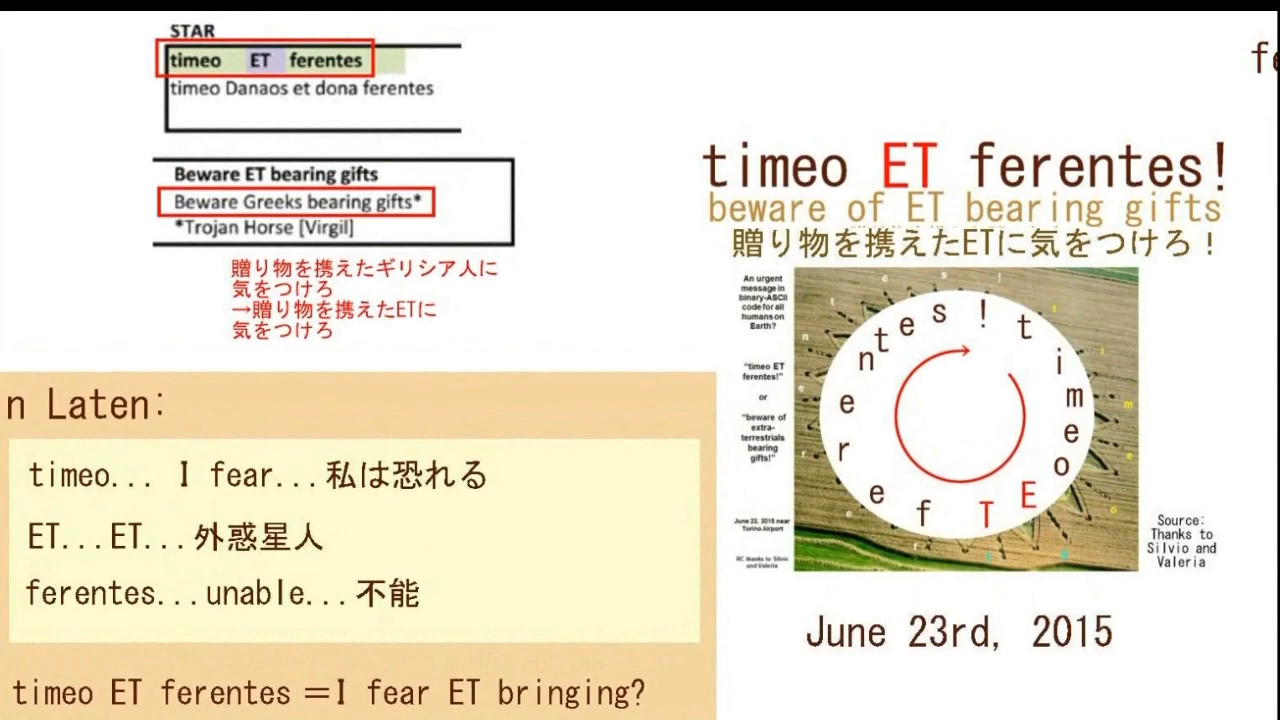 STAR
timeo ET ferentes
timeo Danaos et dona ferentes
Beware ET bearing gifts
Beware Greeks bearing gifts*
*Trojan Horse [Virgil]
贈り物を携えたギリシア人に
気をつけろ
→贈り物を携えたETに
気をつけろ
n Laten:
timeo... I fear...私は恐れる
ET...ET...外惑星人
ferentes...unable...不能
timeo ET ferentes =I fear ET bringing?
fe
timeo ET ferentes!
beware of ET bearing gifts
贈り物を携えたETに気をつけろ！
An urgent
message in
binary-ASCII
code for all
humans on
Earth?
"timeo ET
ferentes!"
or
"beware of
extra-
terrestrials
bearing
gifts!"
June 23, 2015 near
Torino Airport
RC thanks to Silvio
and Valeria
timeo ET ferentes!
Source:
Thanks to
Silvio and
Valeria
June 23rd, 2015